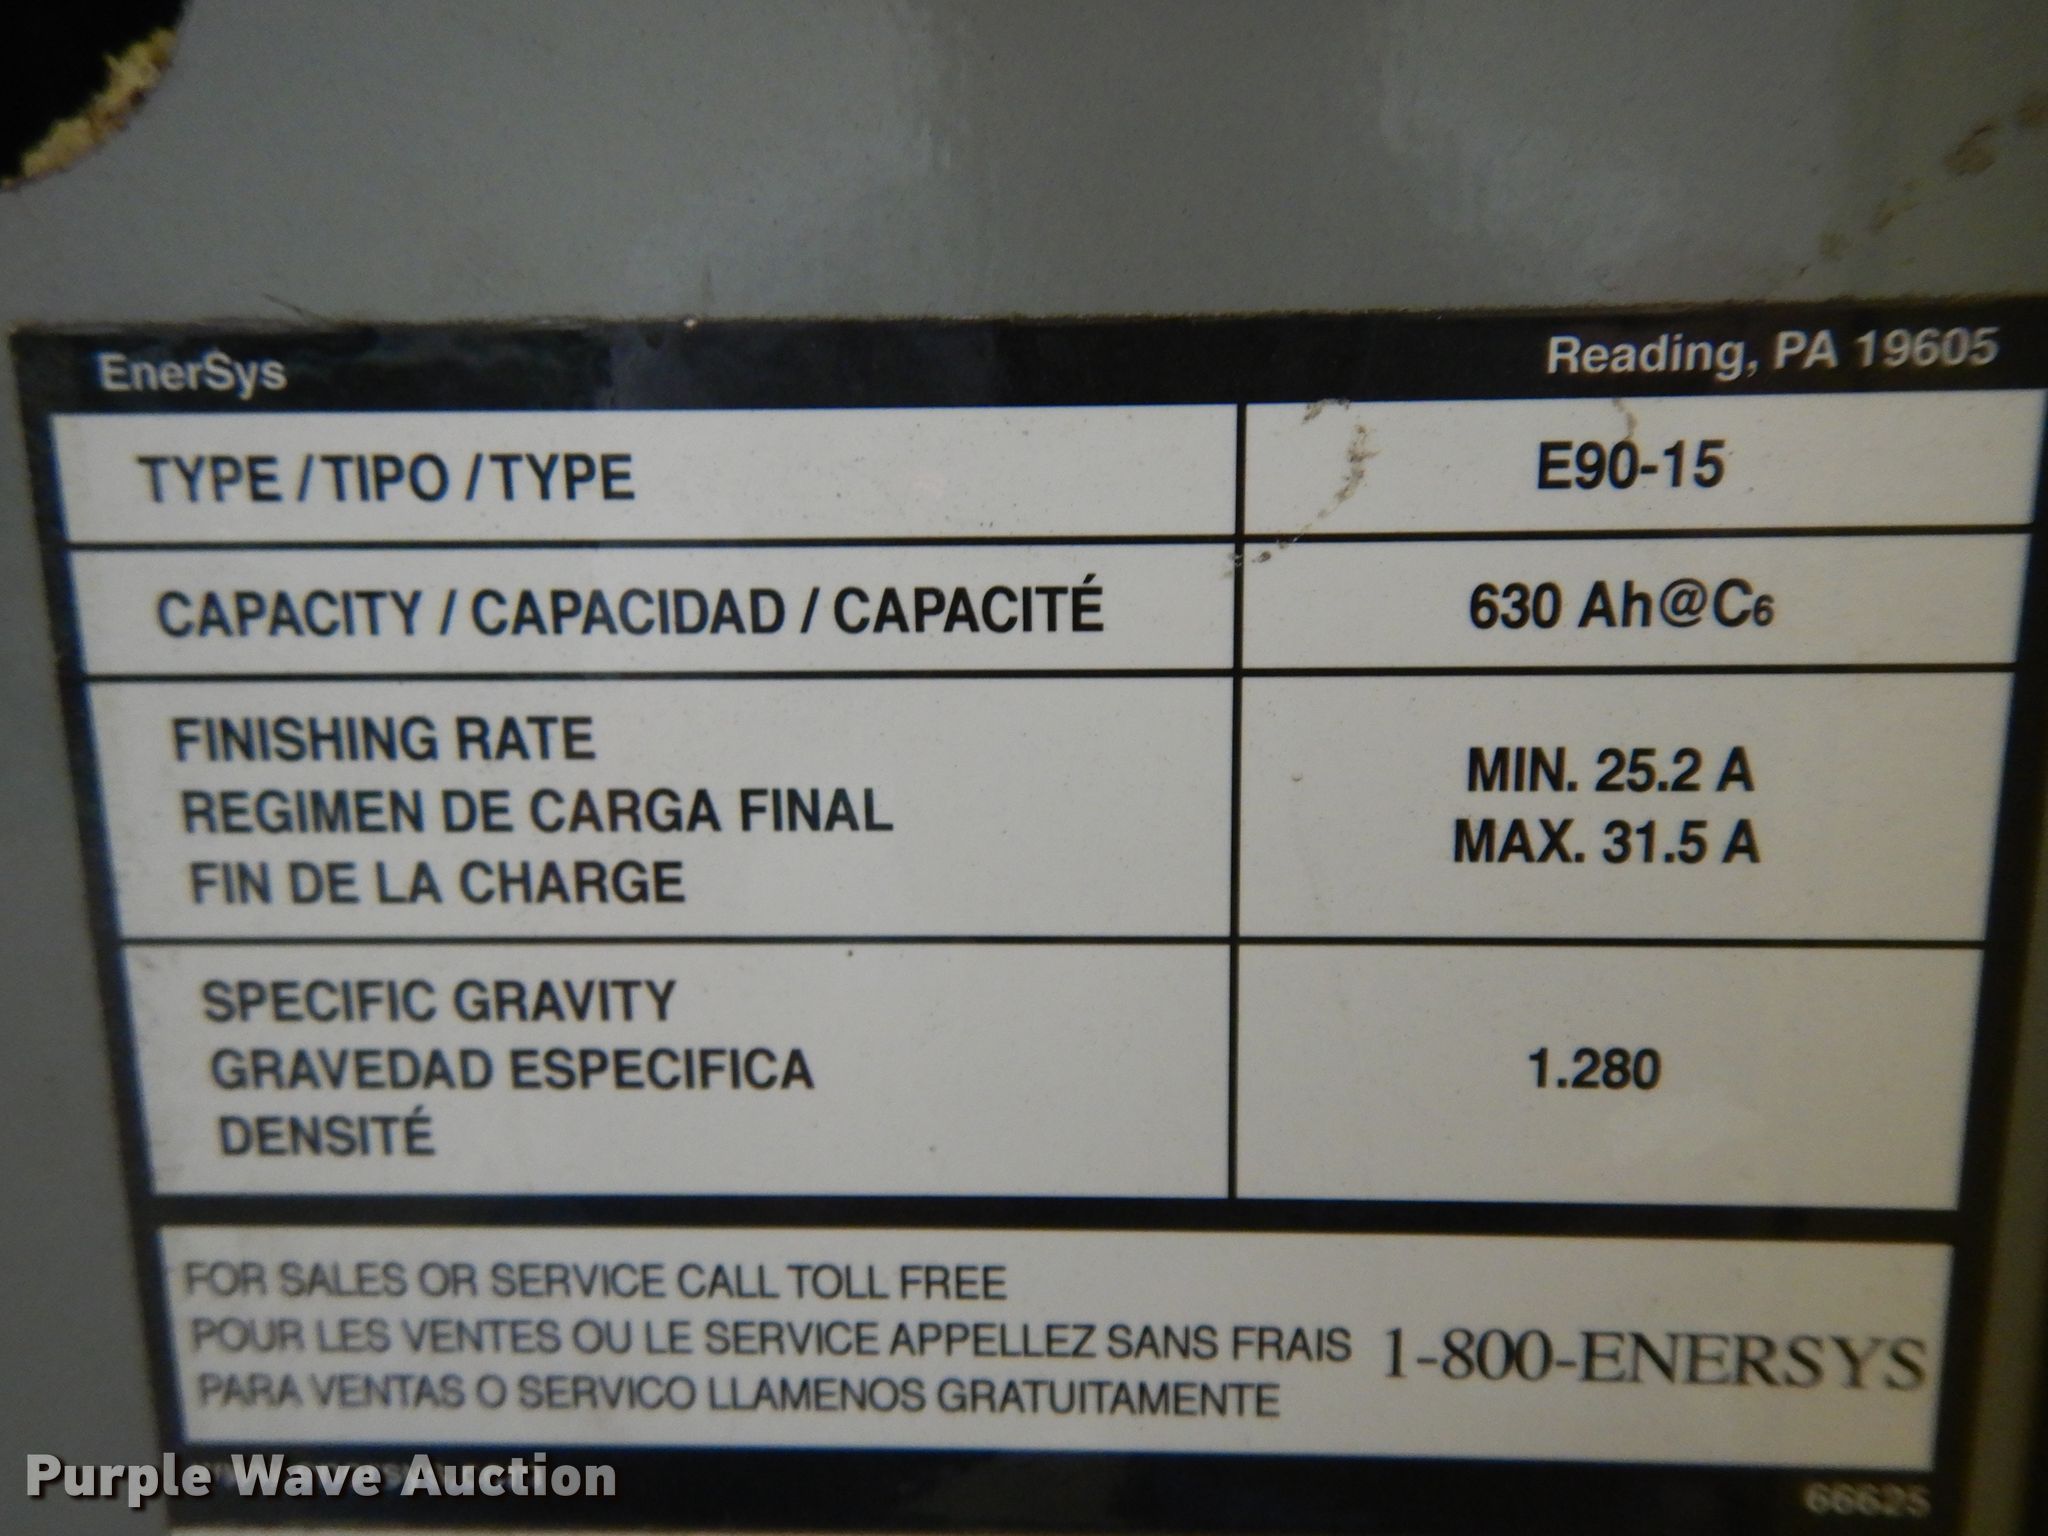 EnerSys Reading, PA 19605
TYPE / TIPO / TYPE E90-15
CAPACITY / CAPACIDAD / CAPACITÉ 630 Ah@C6
FINISHING RATE
REGIMEN DE CARGA FINAL
FIN DE LA CHARGE
MIN. 25.2 A
MAX. 31.5 A
SPECIFIC GRAVITY
GRAVEDAD ESPECIFICA
DENSITÉ
1.280
FOR SALES OR SERVICE CALL TOLL FREE
POUR LES VENTES OU LE SERVICE APPELLEZ SANS FRAIS
PARA VENTAS O SERVICO LLAMENOS GRATUITAMENTE
1-800-ENERSYS
Purple Wave Auction
66625